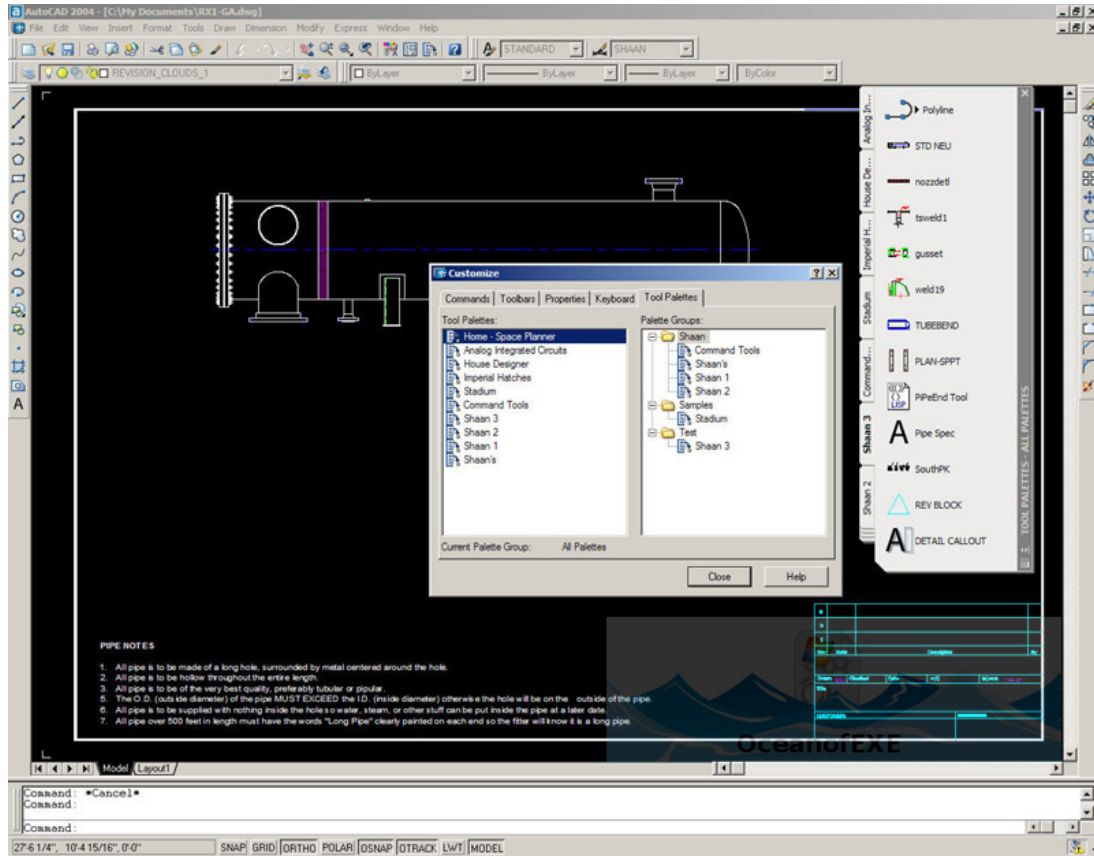 AutoCAD 2004 - [C:\My Documents\RX1-GA.dwg]
File Edit View Insert Format Tools Draw Dimension Modify Express Window Help
STANDARD SHAAN
REVISION_CLOUDS_1 ByLayer ByLayer ByLayer ByColor
Analog In...
House De...
Imperial H...
Stadium
Command...
Shaan 3
Shaan 2
Polyline
STD NEU
nozzdetl
tsweld1
gusset
weld19
TUBEBEND
PLAN-SPPT
LISP PiPeEnd Tool
A Pipe Spec
SouthPK
REV BLOCK
A DETAIL CALLOUT
TOOL PALETTES - ALL PALETTES
Customize
Commands Toolbars Properties Keyboard Tool Palettes
Tool Palettes:
Home - Space Planner
Analog Integrated Circuits
House Designer
Imperial Hatches
Stadium
Command Tools
Shaan 3
Shaan 2
Shaan 1
Shaan's
Palette Groups:
Shaan
Command Tools
Shaan's
Shaan 1
Shaan 2
Samples
Stadium
Test
Shaan 3
Current Palette Group: All Palettes
Close Help
PIPE NOTES
1. All pipe is to be made of a long hole, surrounded by metal centered around the hole.
2. All pipe is to be hollow throughout the entire length.
3. All pipe is to be of the very best quality, preferably tubular or pipular.
5. The O.D. (outside diameter) of the pipe MUST EXCEED the I.D. (inside diameter) otherwise the hole will be on the outside of the pipe.
6. All pipe is to be supplied with nothing inside the hole so water, steam, or other stuff can be put inside the pipe at a later date.
7. All pipe over 500 feet in length must have the words "Long Pipe" clearly painted on each end so the fitter will know it is a long pipe.
Description By
OceanofEXE
Model Layout1
Command: *Cancel*
Command:
Command:
27'-6 1/4", 10'-4 15/16", 0'-0" SNAP GRID ORTHO POLAR OSNAP OTRACK LWT MODEL